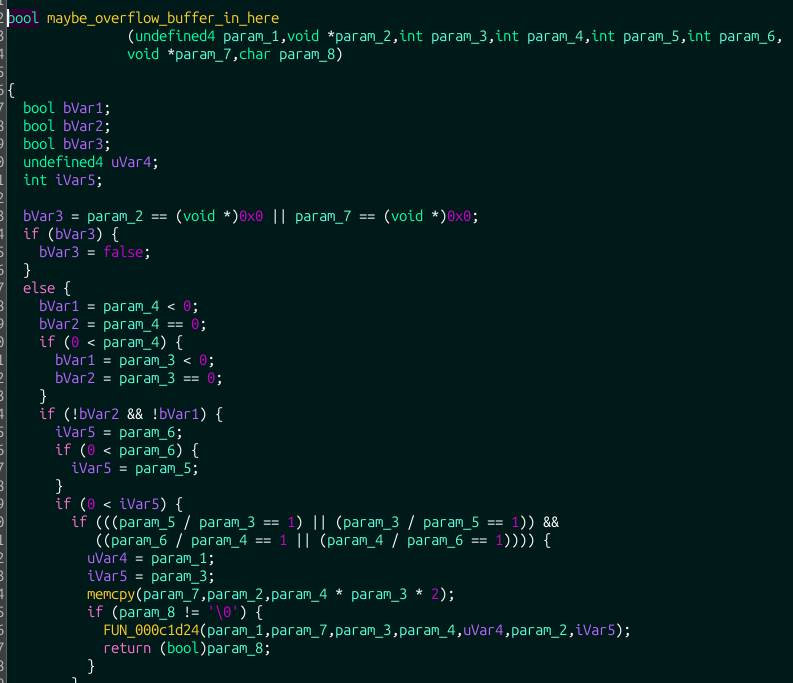 bool maybe_overflow_buffer_in_here
(undefined4 param_1,void *param_2,int param_3,int param_4,int param_5,int param_6,
void *param_7,char param_8)
{
bool bVar1;
bool bVar2;
bool bVar3;
undefined4 uVar4;
int iVar5;
bVar3 = param_2 == (void *)0x0 || param_7 == (void *)0x0;
if (bVar3) {
bVar3 = false;
}
else {
bVar1 = param_4 < 0;
bVar2 = param_4 == 0;
if (0 < param_4) {
bVar1 = param_3 < 0;
bVar2 = param_3 == 0;
}
if (!bVar2 && !bVar1) {
iVar5 = param_6;
if (0 < param_6) {
iVar5 = param_5;
}
if (0 < iVar5) {
if (((param_5 / param_3 == 1) || (param_3 / param_5 == 1)) &&
((param_6 / param_4 == 1 || (param_4 / param_6 == 1)))) {
uVar4 = param_1;
iVar5 = param_3;
memcpy(param_7,param_2,param_4 * param_3 * 2);
if (param_8 != '\0') {
FUN_000c1d24(param_1,param_7,param_3,param_4,uVar4,param_2,iVar5);
return (bool)param_8;
}